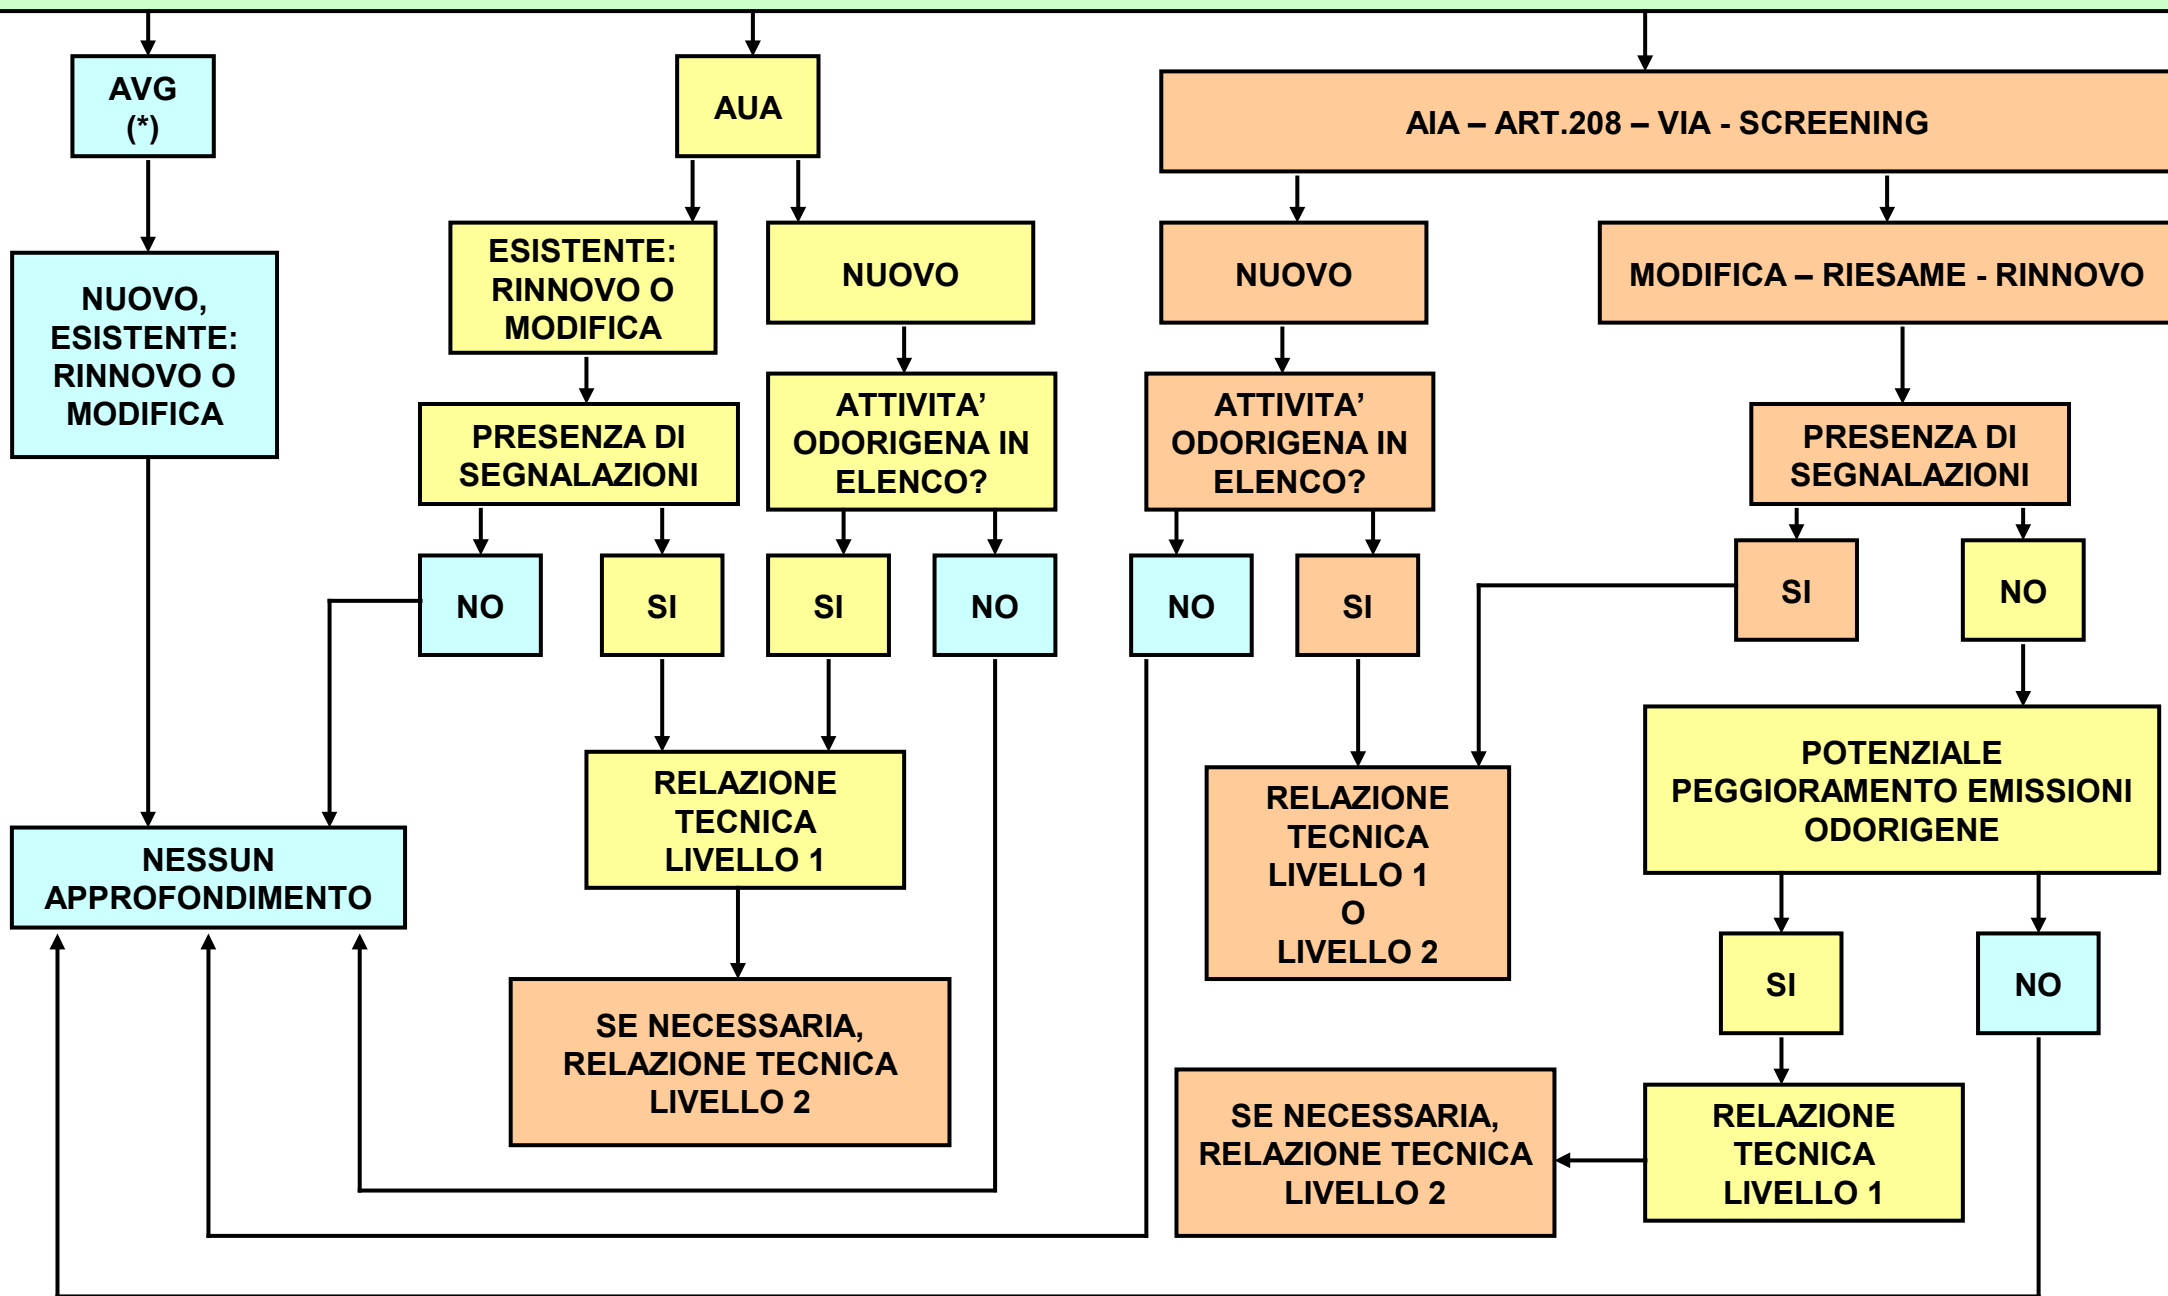 AVG
(*)
AUA
AIA – ART.208 – VIA - SCREENING
NUOVO,
ESISTENTE:
RINNOVO O
MODIFICA
ESISTENTE:
RINNOVO O
MODIFICA
NUOVO
NUOVO
MODIFICA – RIESAME - RINNOVO
PRESENZA DI
SEGNALAZIONI
ATTIVITA’
ODORIGENA IN
ELENCO?
ATTIVITA’
ODORIGENA IN
ELENCO?
PRESENZA DI
SEGNALAZIONI
NO
SI
SI
NO
NO
SI
SI
NO
NESSUN
APPROFONDIMENTO
RELAZIONE
TECNICA
LIVELLO 1
RELAZIONE
TECNICA
LIVELLO 1
O
LIVELLO 2
POTENZIALE
PEGGIORAMENTO EMISSIONI
ODORIGENE
SI
NO
SE NECESSARIA,
RELAZIONE TECNICA
LIVELLO 2
SE NECESSARIA,
RELAZIONE TECNICA
LIVELLO 2
RELAZIONE
TECNICA
LIVELLO 1